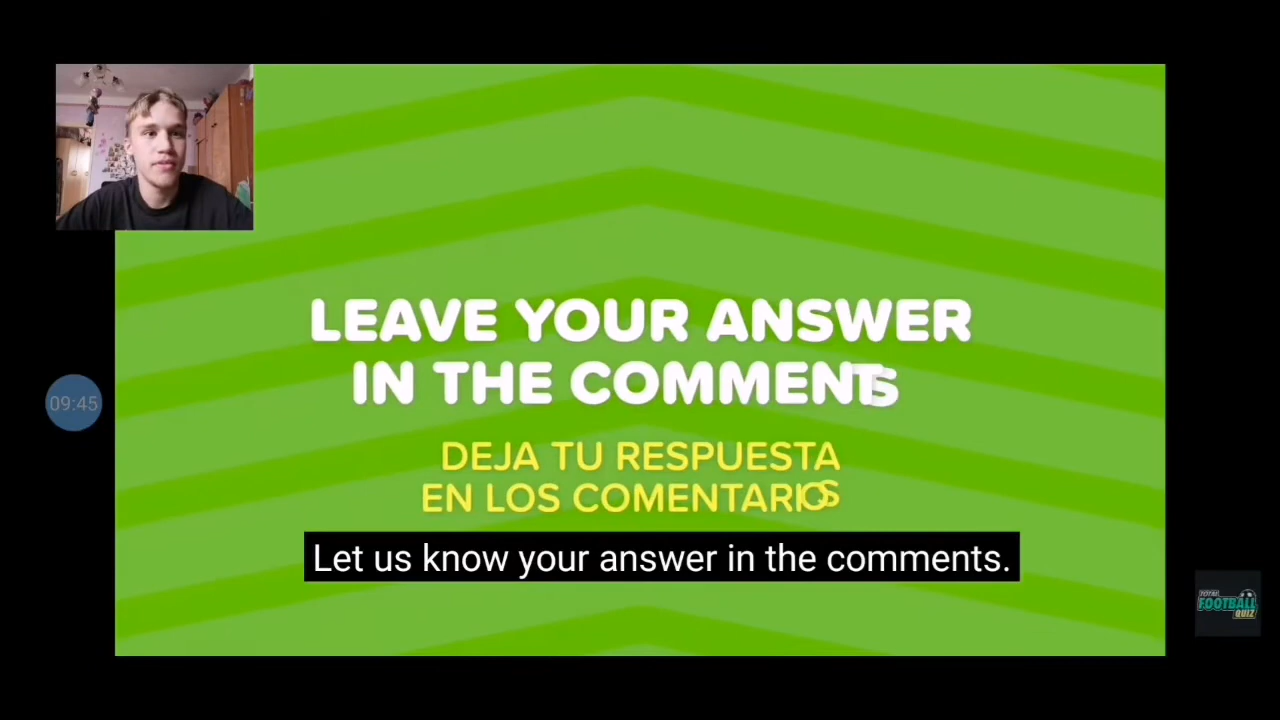 LEAVE YOUR ANSWER
IN THE COMMENTS
DEJA TU RESPUESTA
EN LOS COMENTARIOS
Let us know your answer in the comments.
09:45
TOTAL
FOOTBALL
QUIZ